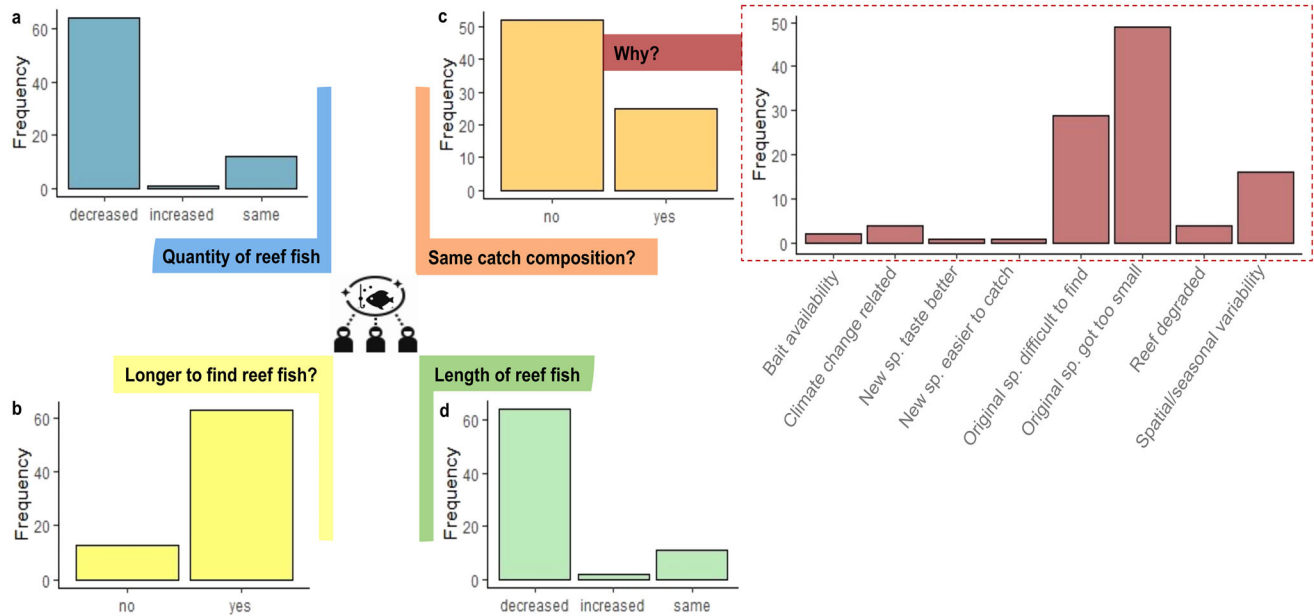 a
Frequency
60
40
20
0
decreased increased same
Quantity of reef fish
c
Frequency
50
40
30
20
10
0
no yes
Same catch composition?
Why?
Frequency
50
40
30
20
10
0
Bait availability
Climate change related
New sp. taste better
New sp. easier to catch
Original sp. difficult to find
Original sp. got too small
Reef degraded
Spatial/seasonal variability
Longer to find reef fish?
b
Frequency
60
40
20
0
no yes
Length of reef fish
d
Frequency
60
40
20
0
decreased increased same